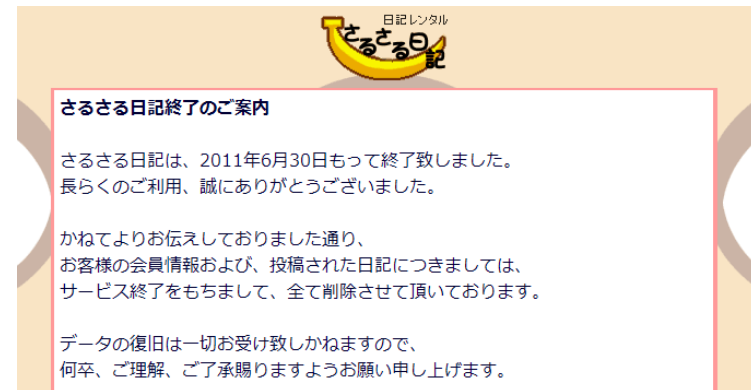 日記レンタル
さるさる日記
さるさる日記終了のご案内
さるさる日記は、2011年6月30日もって終了致しました。
長らくのご利用、誠にありがとうございました。
かねてよりお伝えしておりました通り、
お客様の会員情報および、投稿された日記につきましては、
サービス終了をもちまして、全て削除させて頂いております。
データの復旧は一切お受け致しかねますので、
何卒、ご理解、ご了承賜りますようお願い申し上げます。